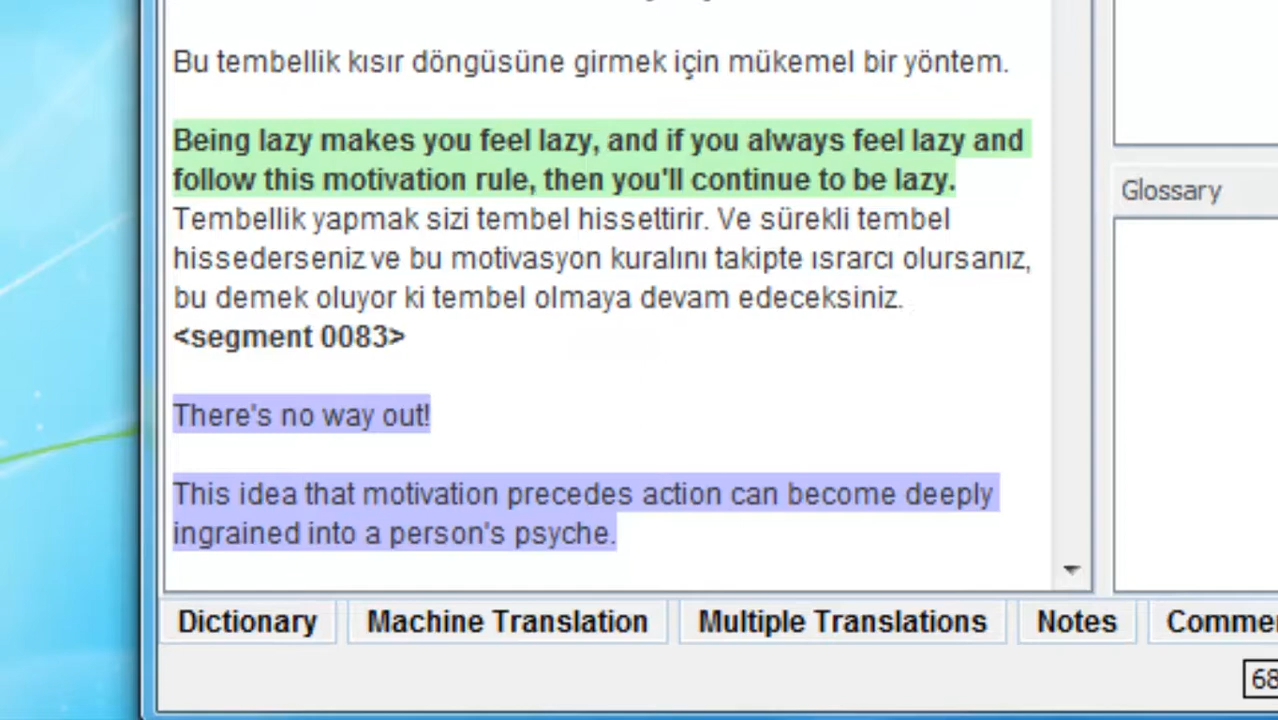 Bu tembellik kısır döngüsüne girmek için mükemel bir yöntem.
Being lazy makes you feel lazy, and if you always feel lazy and
follow this motivation rule, then you'll continue to be lazy.
Tembellik yapmak sizi tembel hissettirir. Ve sürekli tembel
hissederseniz ve bu motivasyon kuralını takipte ısrarcı olursanız,
bu demek oluyor ki tembel olmaya devam edeceksiniz.
<segment 0083>
There's no way out!
This idea that motivation precedes action can become deeply
ingrained into a person's psyche.
Glossary
Dictionary
Machine Translation
Multiple Translations
Notes